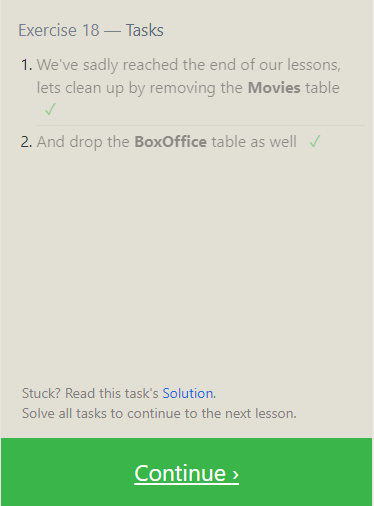 Exercise 18 — Tasks
1. We've sadly reached the end of our lessons,
lets clean up by removing the Movies table
✓
2. And drop the BoxOffice table as well ✓
Stuck? Read this task's Solution.
Solve all tasks to continue to the next lesson.
Continue ›